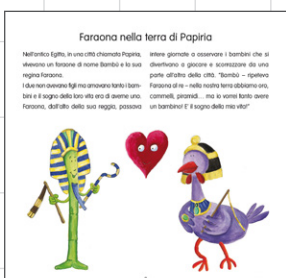 Faraona nella terra di Papiria
Nell'antico Egitto, in una città chiamata Papiria,
vivevano un faraone di nome Bambù e la sua
regina Faraona.
I due non avevano figli ma amavano tanto i bam-
bini e il sogno della loro vita era di averne uno.
Faraona, dall'alto della sua reggia, passava
intere giornate a osservare i bambini che si
divertivano a giocare e scorrazzare da una
parte all'altra della città. "Bambù – ripeteva
Faraona al re – nella nostra terra abbiamo oro,
cammelli, piramidi.... ma io vorrei tanto avere
un bambino! E' il sogno della mia vita!"